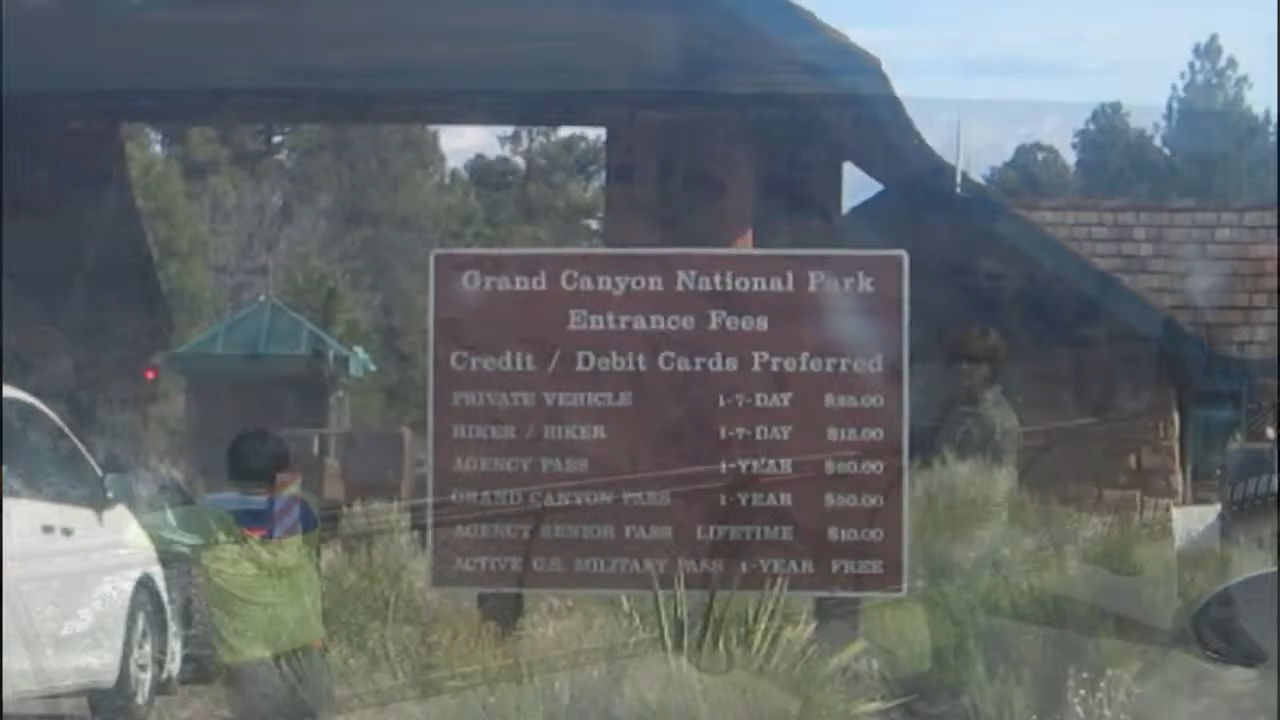 Grand Canyon National Park
Entrance Fees
Credit / Debit Cards Preferred
PRIVATE VEHICLE 1-7-DAY $25.00
BIKER / HIKER 1-7-DAY $12.00
AGENCY PASS 1-YEAR $80.00
GRAND CANYON PASS 1-YEAR $50.00
AGENCY SENIOR PASS LIFETIME $10.00
ACTIVE U.S. MILITARY PASS 1-YEAR FREE